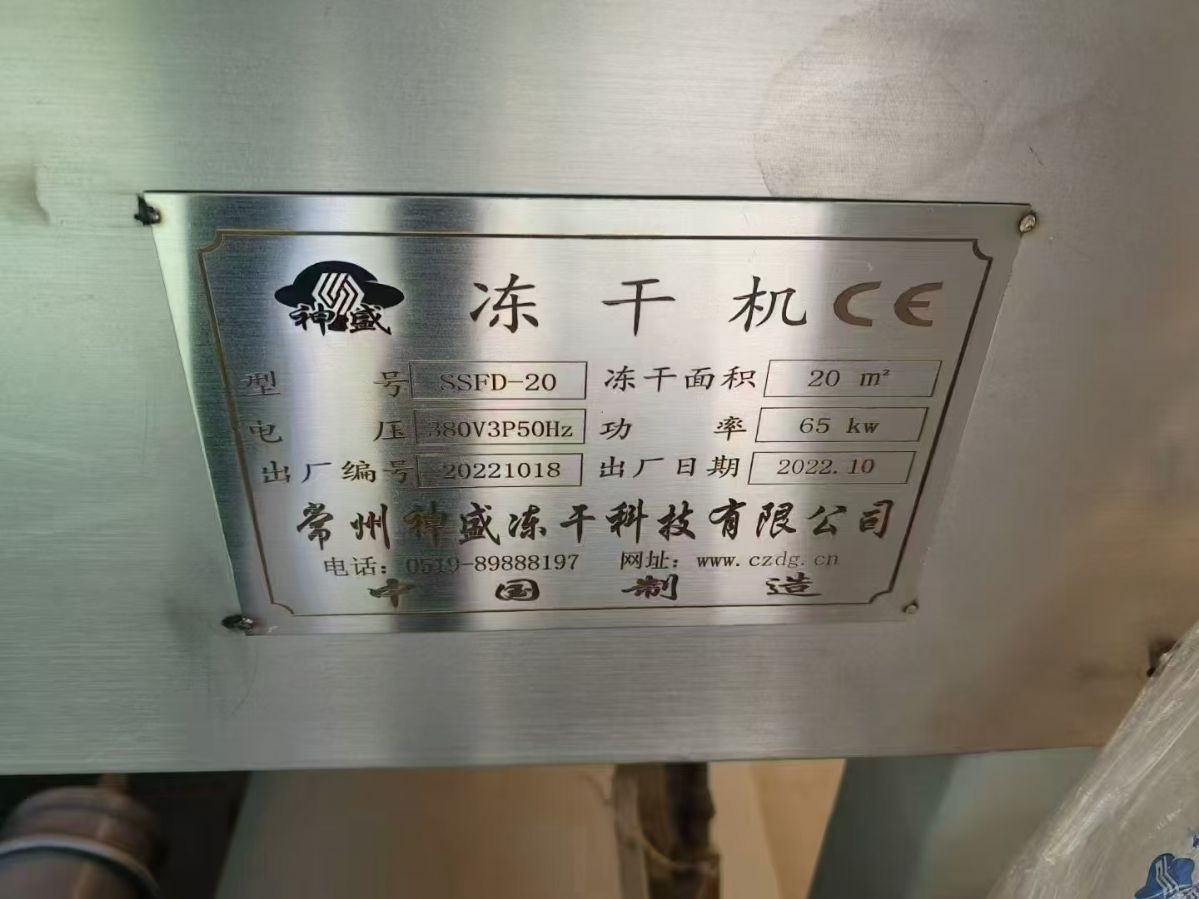 神盛 冻干机 CE
型号 SSFD-20 冻干面积 20 m²
电压 380V3P50Hz 功率 65 kw
出厂编号 20221018 出厂日期 2022.10
常州神盛冻干科技有限公司
电话：0519-89888197 网址：www.czdg.cn
中国制造